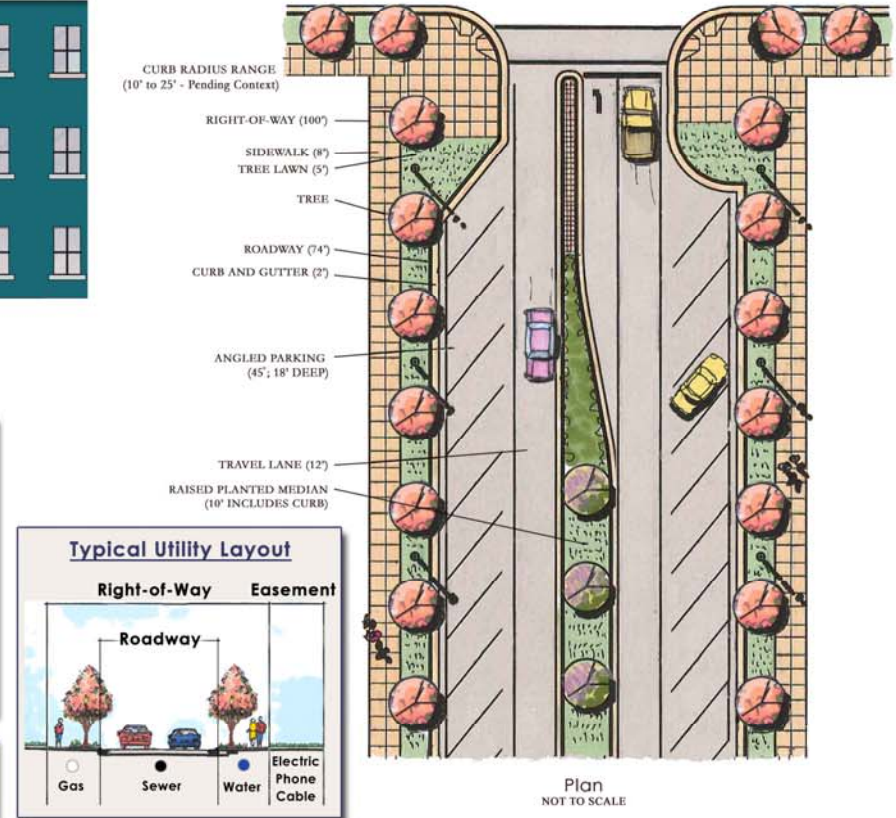 CURB RADIUS RANGE
(10' to 25' - Pending Context)
RIGHT-OF-WAY (100')
SIDEWALK (8')
TREE LAWN (5')
TREE
ROADWAY (74')
CURB AND GUTTER (2')
ANGLED PARKING
(45°; 18' DEEP)
TRAVEL LANE (12')
RAISED PLANTED MEDIAN
(10' INCLUDES CURB)
Typical Utility Layout
Right-of-Way Easement
Roadway
Gas Sewer Water Electric
Phone
Cable
Plan
NOT TO SCALE